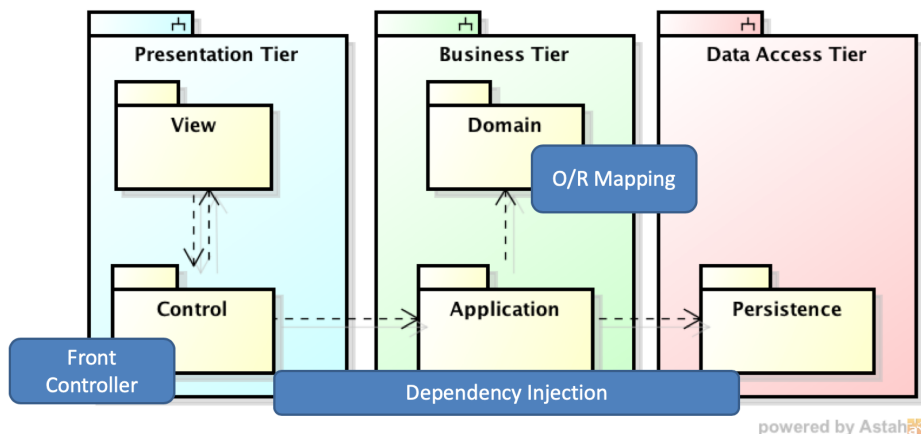 Presentation Tier
Business Tier
Data Access Tier
View
Domain
O/R Mapping
Control
Application
Persistence
Front
Controller
Dependency Injection
powered by Astah